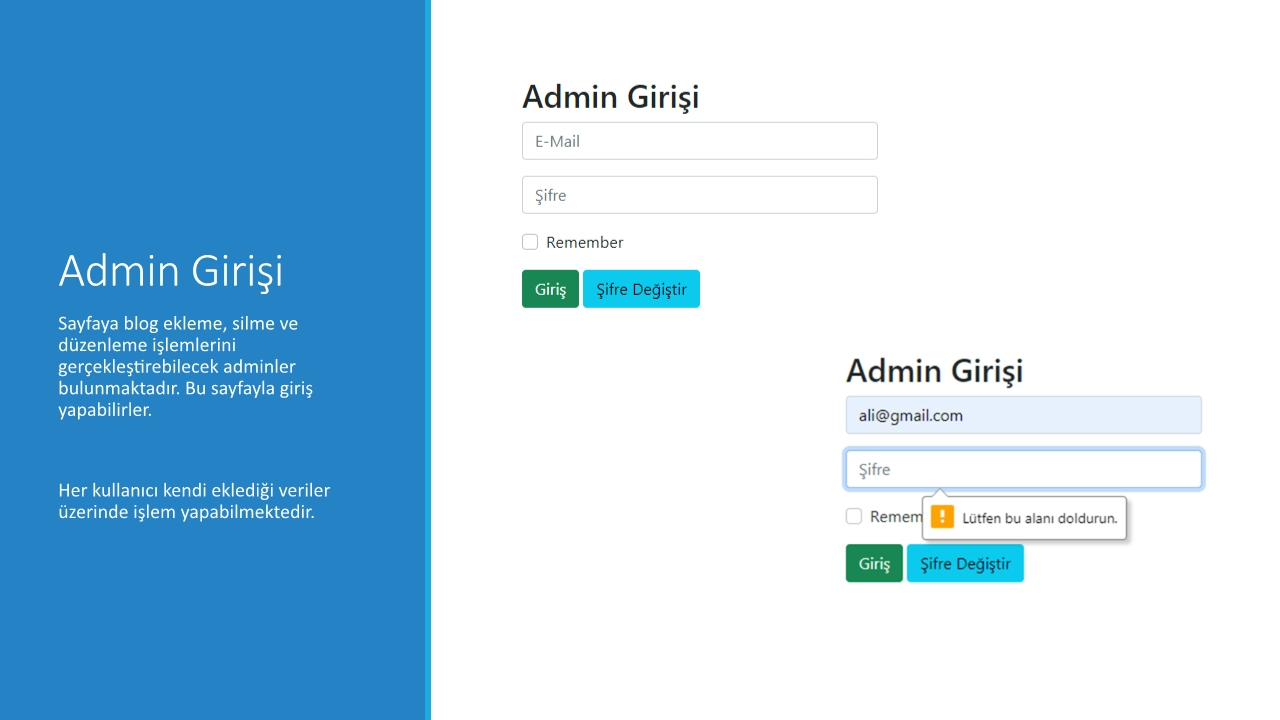 Admin Girişi
Sayfaya blog ekleme, silme ve
düzenleme işlemlerini
gerçekleştirebilecek adminler
bulunmaktadır. Bu sayfayla giriş
yapabilirler.
Her kullanıcı kendi eklediği veriler
üzerinde işlem yapabilmektedir.
Admin Girişi
E-Mail
Şifre
Remember
Giriş Şifre Değiştir
Admin Girişi
ali@gmail.com
Şifre
Remem
Lütfen bu alanı doldurun.
Giriş Şifre Değiştir